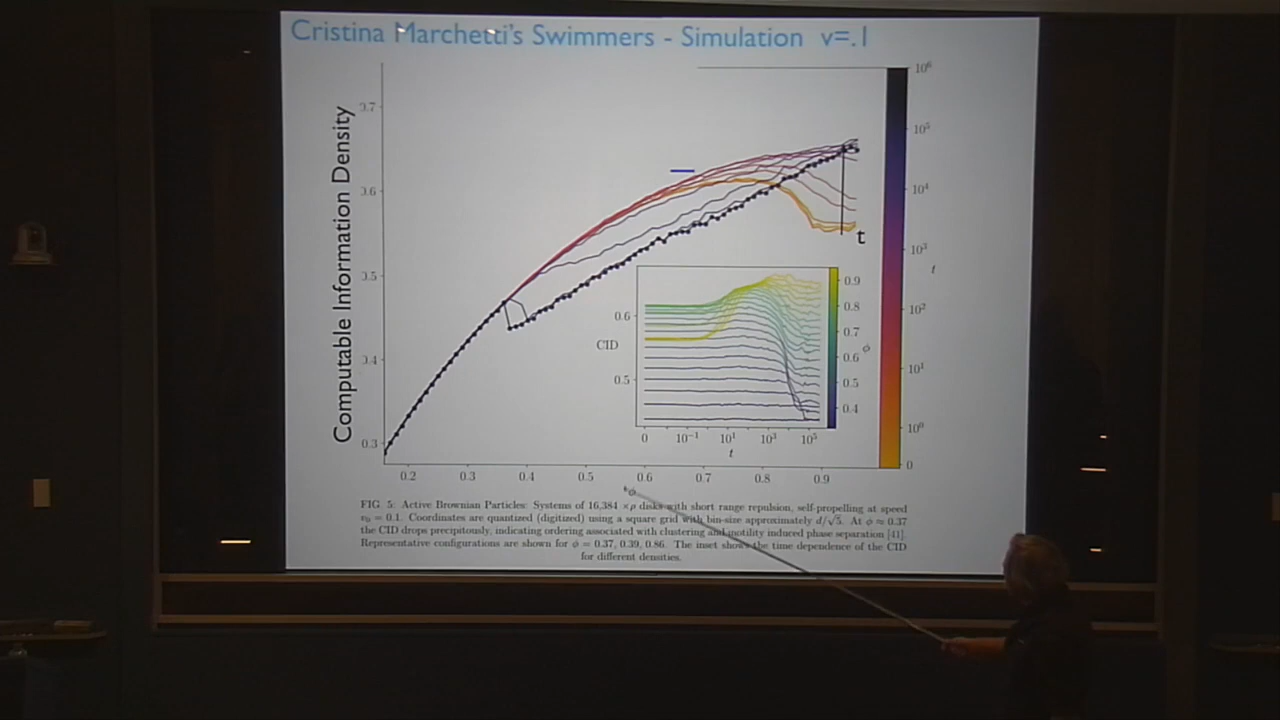 Cristina Marchetti's Swimmers - Simulation v=.1
Computable Information Density
0.7
0.6
0.5
0.4
0.3
0.2
0.3
0.4
0.5
0.6
0.7
0.8
0.9
ϕ
t
10⁶
10⁵
10⁴
10³
10²
10¹
10⁰
0
t
CID
0.6
0.5
0
10⁻¹
10¹
10³
10⁵
t
0.9
0.8
0.7
0.6
0.5
0.4
ϕ
FIG. 5: Active Brownian Particles: Systems of 16,384 ×ρ disks with short range repulsion, self-propelling at speed
v₀ = 0.1. Coordinates are quantized (digitized) using a square grid with bin-size approximately d/√5. At ϕ ≈ 0.37
the CID drops precipitously, indicating ordering associated with clustering and motility induced phase separation [41].
Representative configurations are shown for ϕ = 0.37, 0.39, 0.86. The inset shows the time dependence of the CID
for different densities.